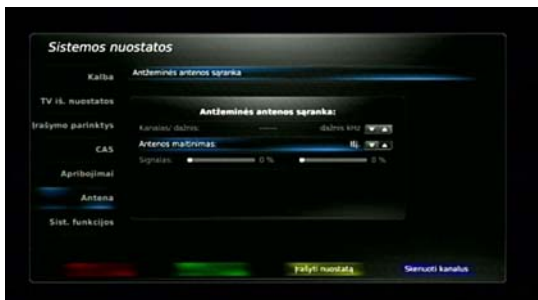 Sistemos nuostatos
Kalba
TV iš. nuostatos
Įrašymo parinktys
CAS
Apribojimai
Antena
Sist. funkcijos
Antžeminės antenos sąranka
Antžeminės antenos sąranka:
Kanalas/ dažnis: ----- dažnis kHz
Antenos maitinimas: Išj.
Signalas: 0 % 0 %
Įrašyti nuostatą
Skenuoti kanalus